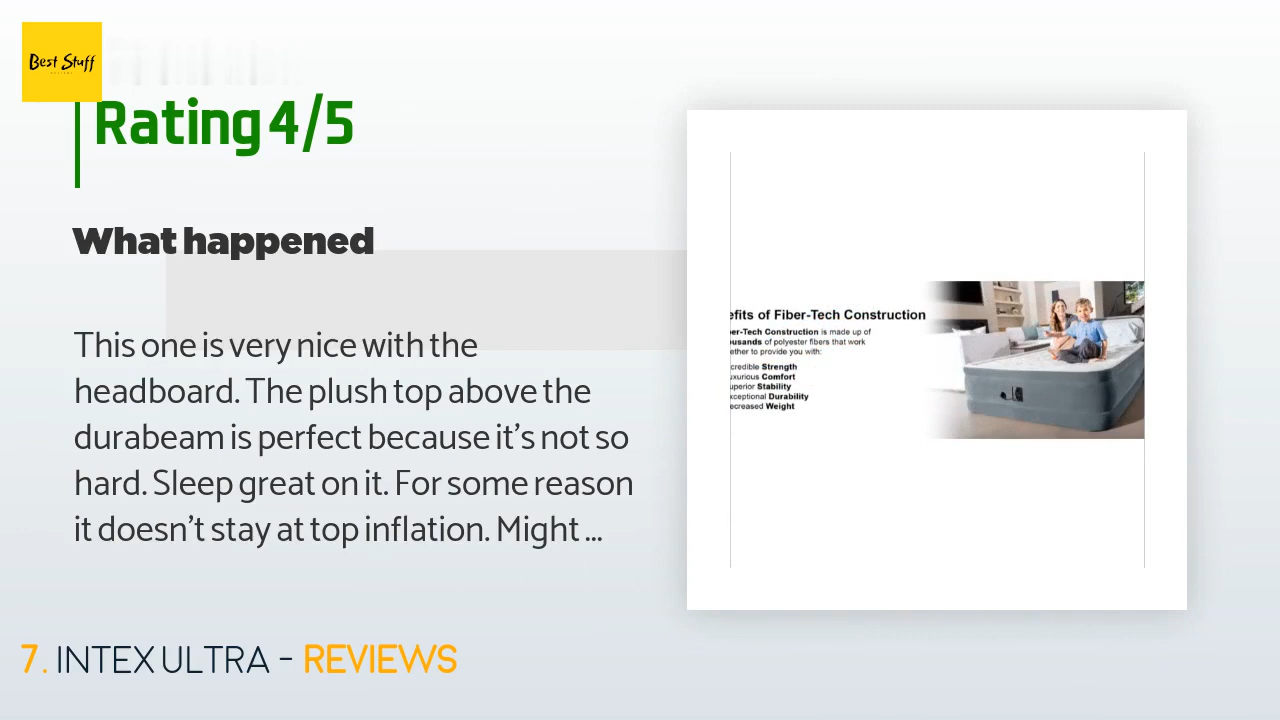 Best Stuff
Rating 4/5
What happened
This one is very nice with the
headboard. The plush top above the
durabeam is perfect because it's not so
hard. Sleep great on it. For some reason
it doesn't stay at top inflation. Might ...
efits of Fiber-Tech Construction
er-Tech Construction is made up of
ousands of polyester fibers that work
ether to provide you with:
credible Strength
uxurious Comfort
uperior Stability
xceptional Durability
ecreased Weight
7. INTEX ULTRA - REVIEWS